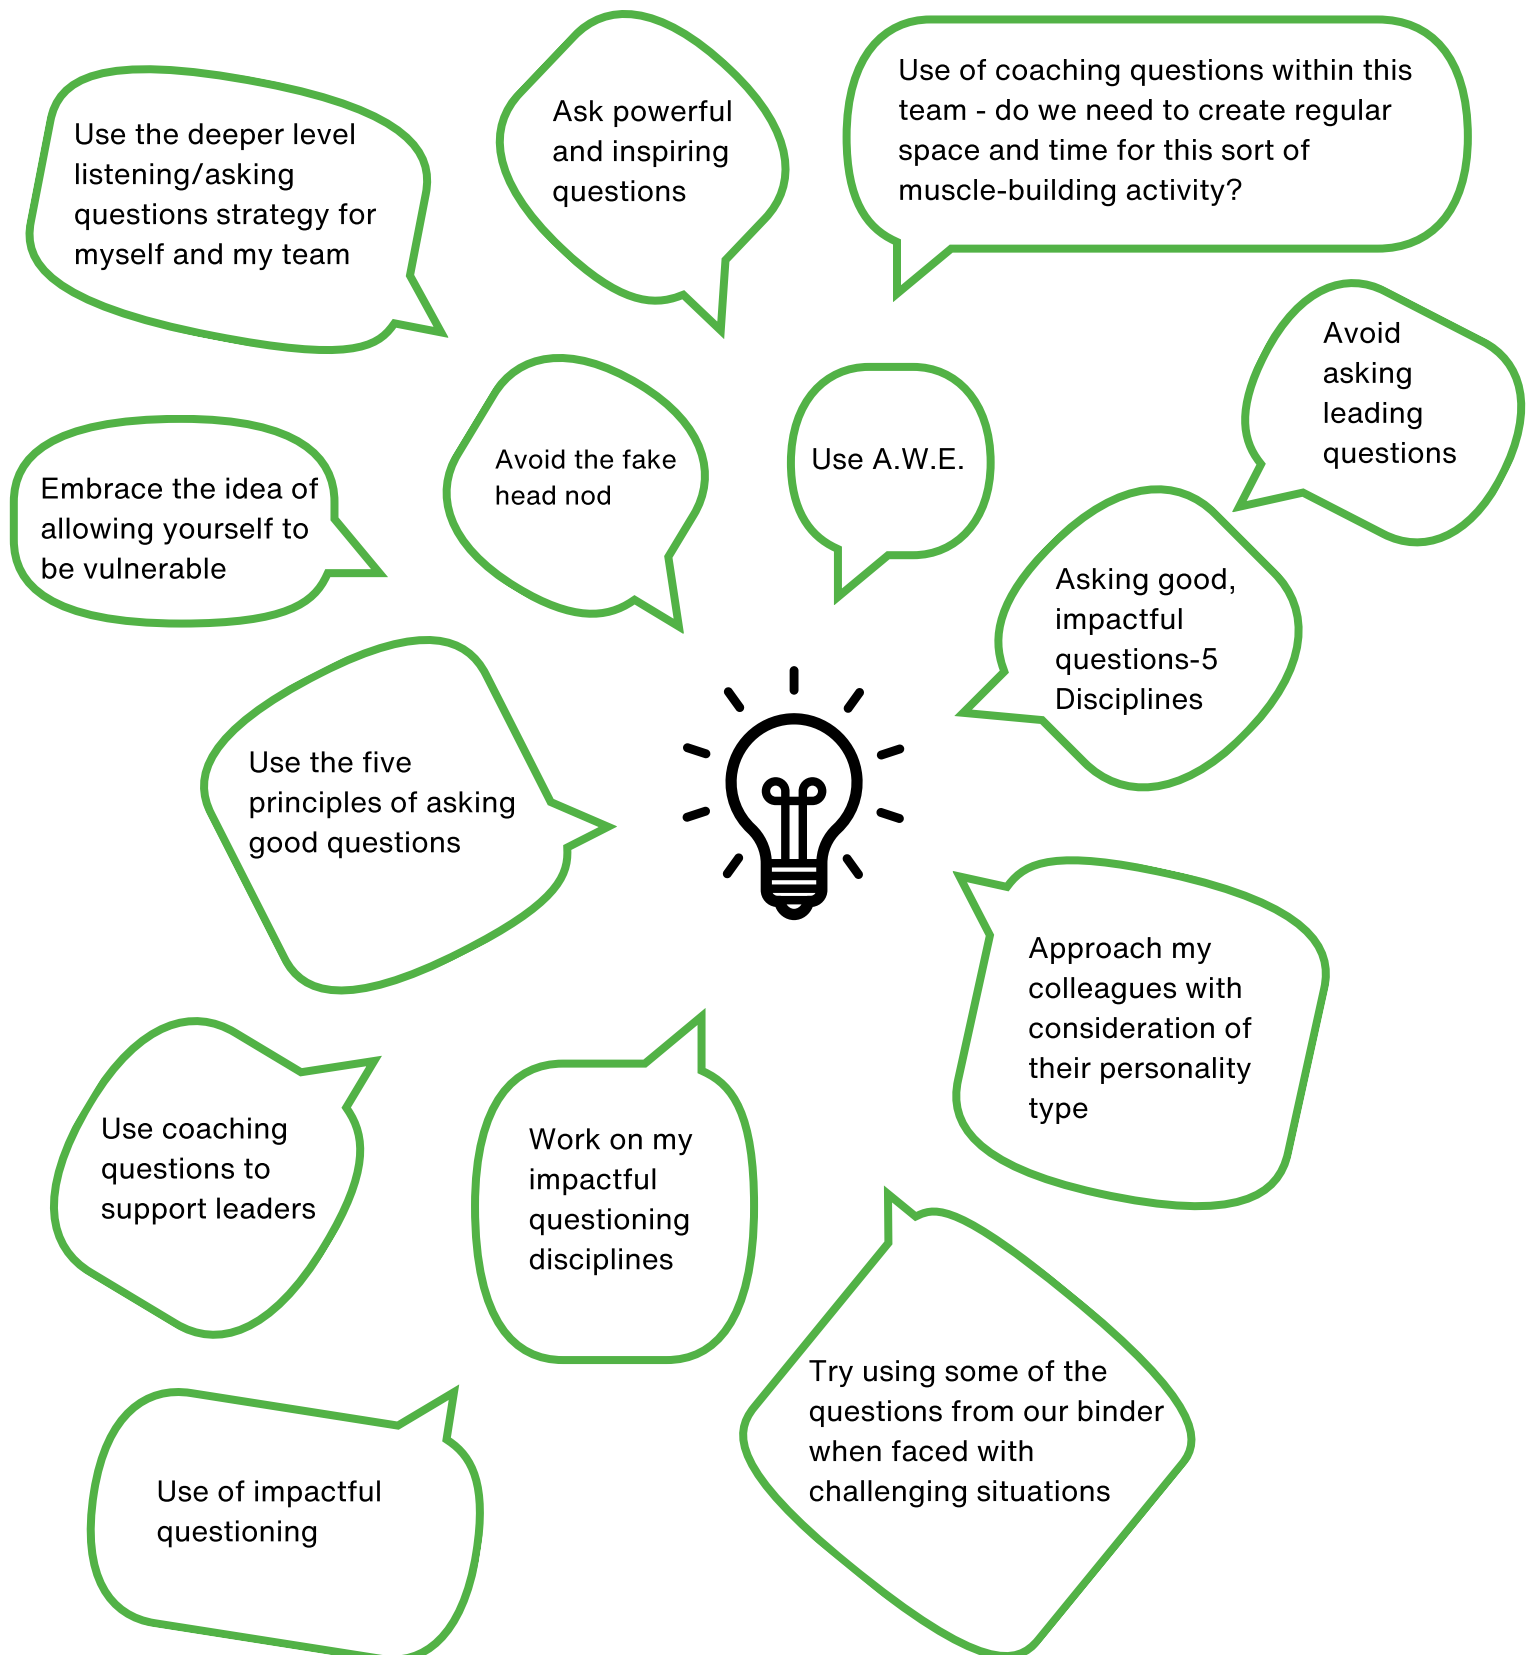 Use the deeper level
listening/asking
questions strategy for
myself and my team
Ask powerful
and inspiring
questions
Use of coaching questions within this
team - do we need to create regular
space and time for this sort of
muscle-building activity?
Avoid
asking
leading
questions
Embrace the idea of
allowing yourself to
be vulnerable
Avoid the fake
head nod
Use A.W.E.
Asking good,
impactful
questions-5
Disciplines
Use the five
principles of asking
good questions
Approach my
colleagues with
consideration of
their personality
type
Use coaching
questions to
support leaders
Work on my
impactful
questioning
disciplines
Try using some of the
questions from our binder
when faced with
challenging situations
Use of impactful
questioning